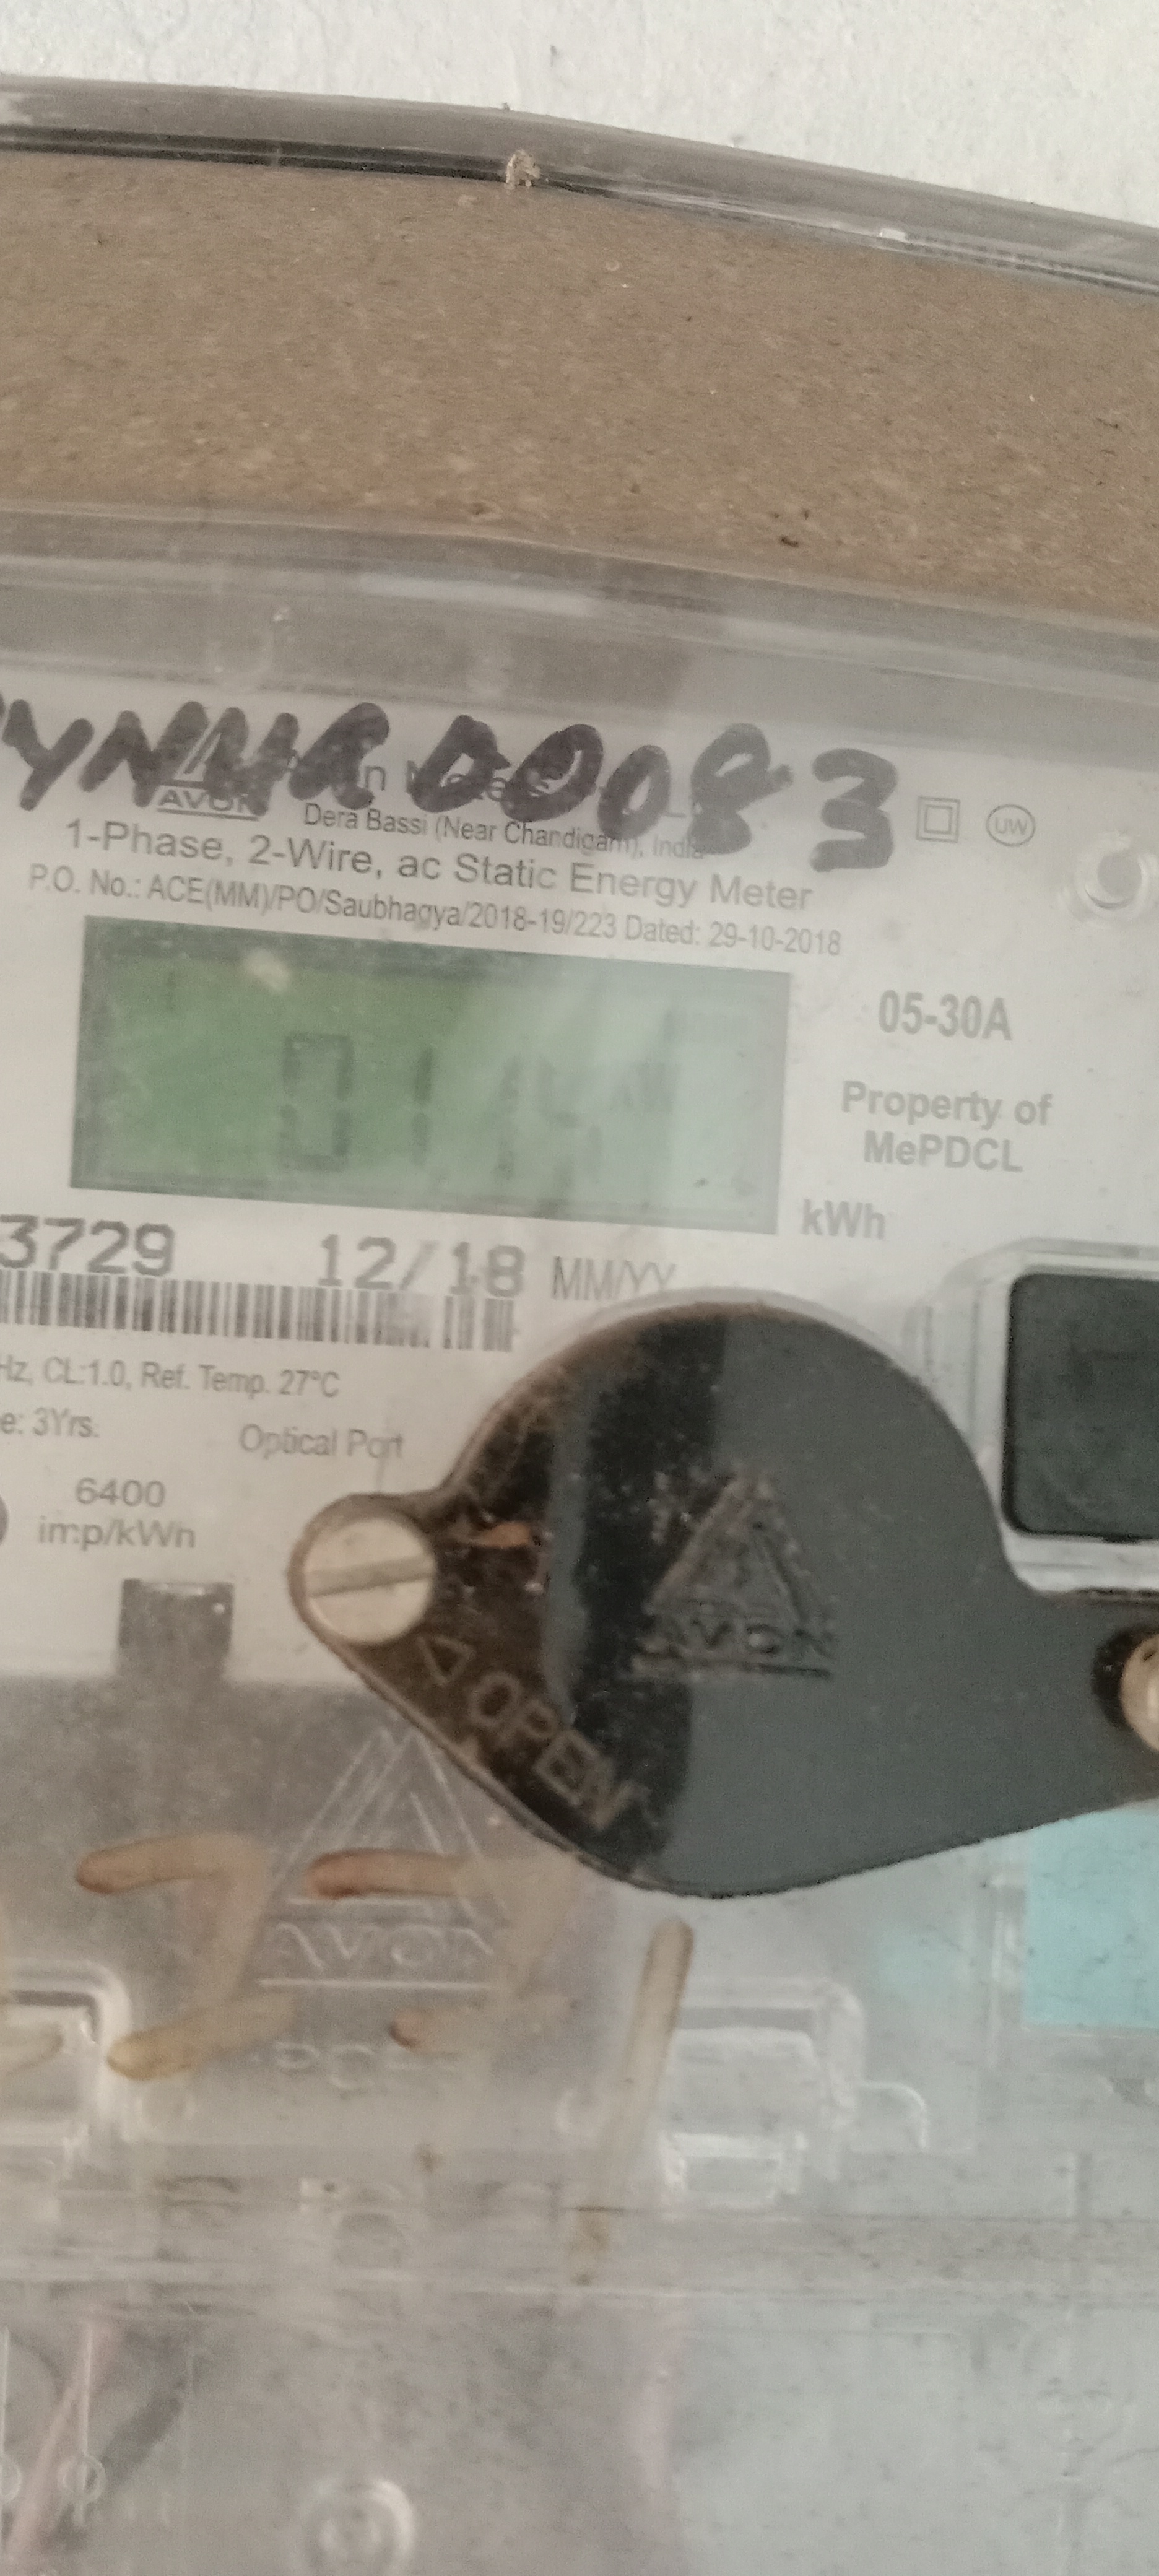 YNHR00083
AVON
Dera Bassi (Near Chandigarh), India
UW
1-Phase, 2-Wire, ac Static Energy Meter
P.O. No.: ACE(MM)/PO/Saubhagya/2018-19/223 Dated: 29-10-2018
05-30A
Property of
MePDCL
kWh
3729 12/18 MM/YY
Hz, CL:1.0, Ref. Temp. 27°C
e: 3Yrs.
Optical Port
6400
imp/kWh
AVON
OPEN
AVON